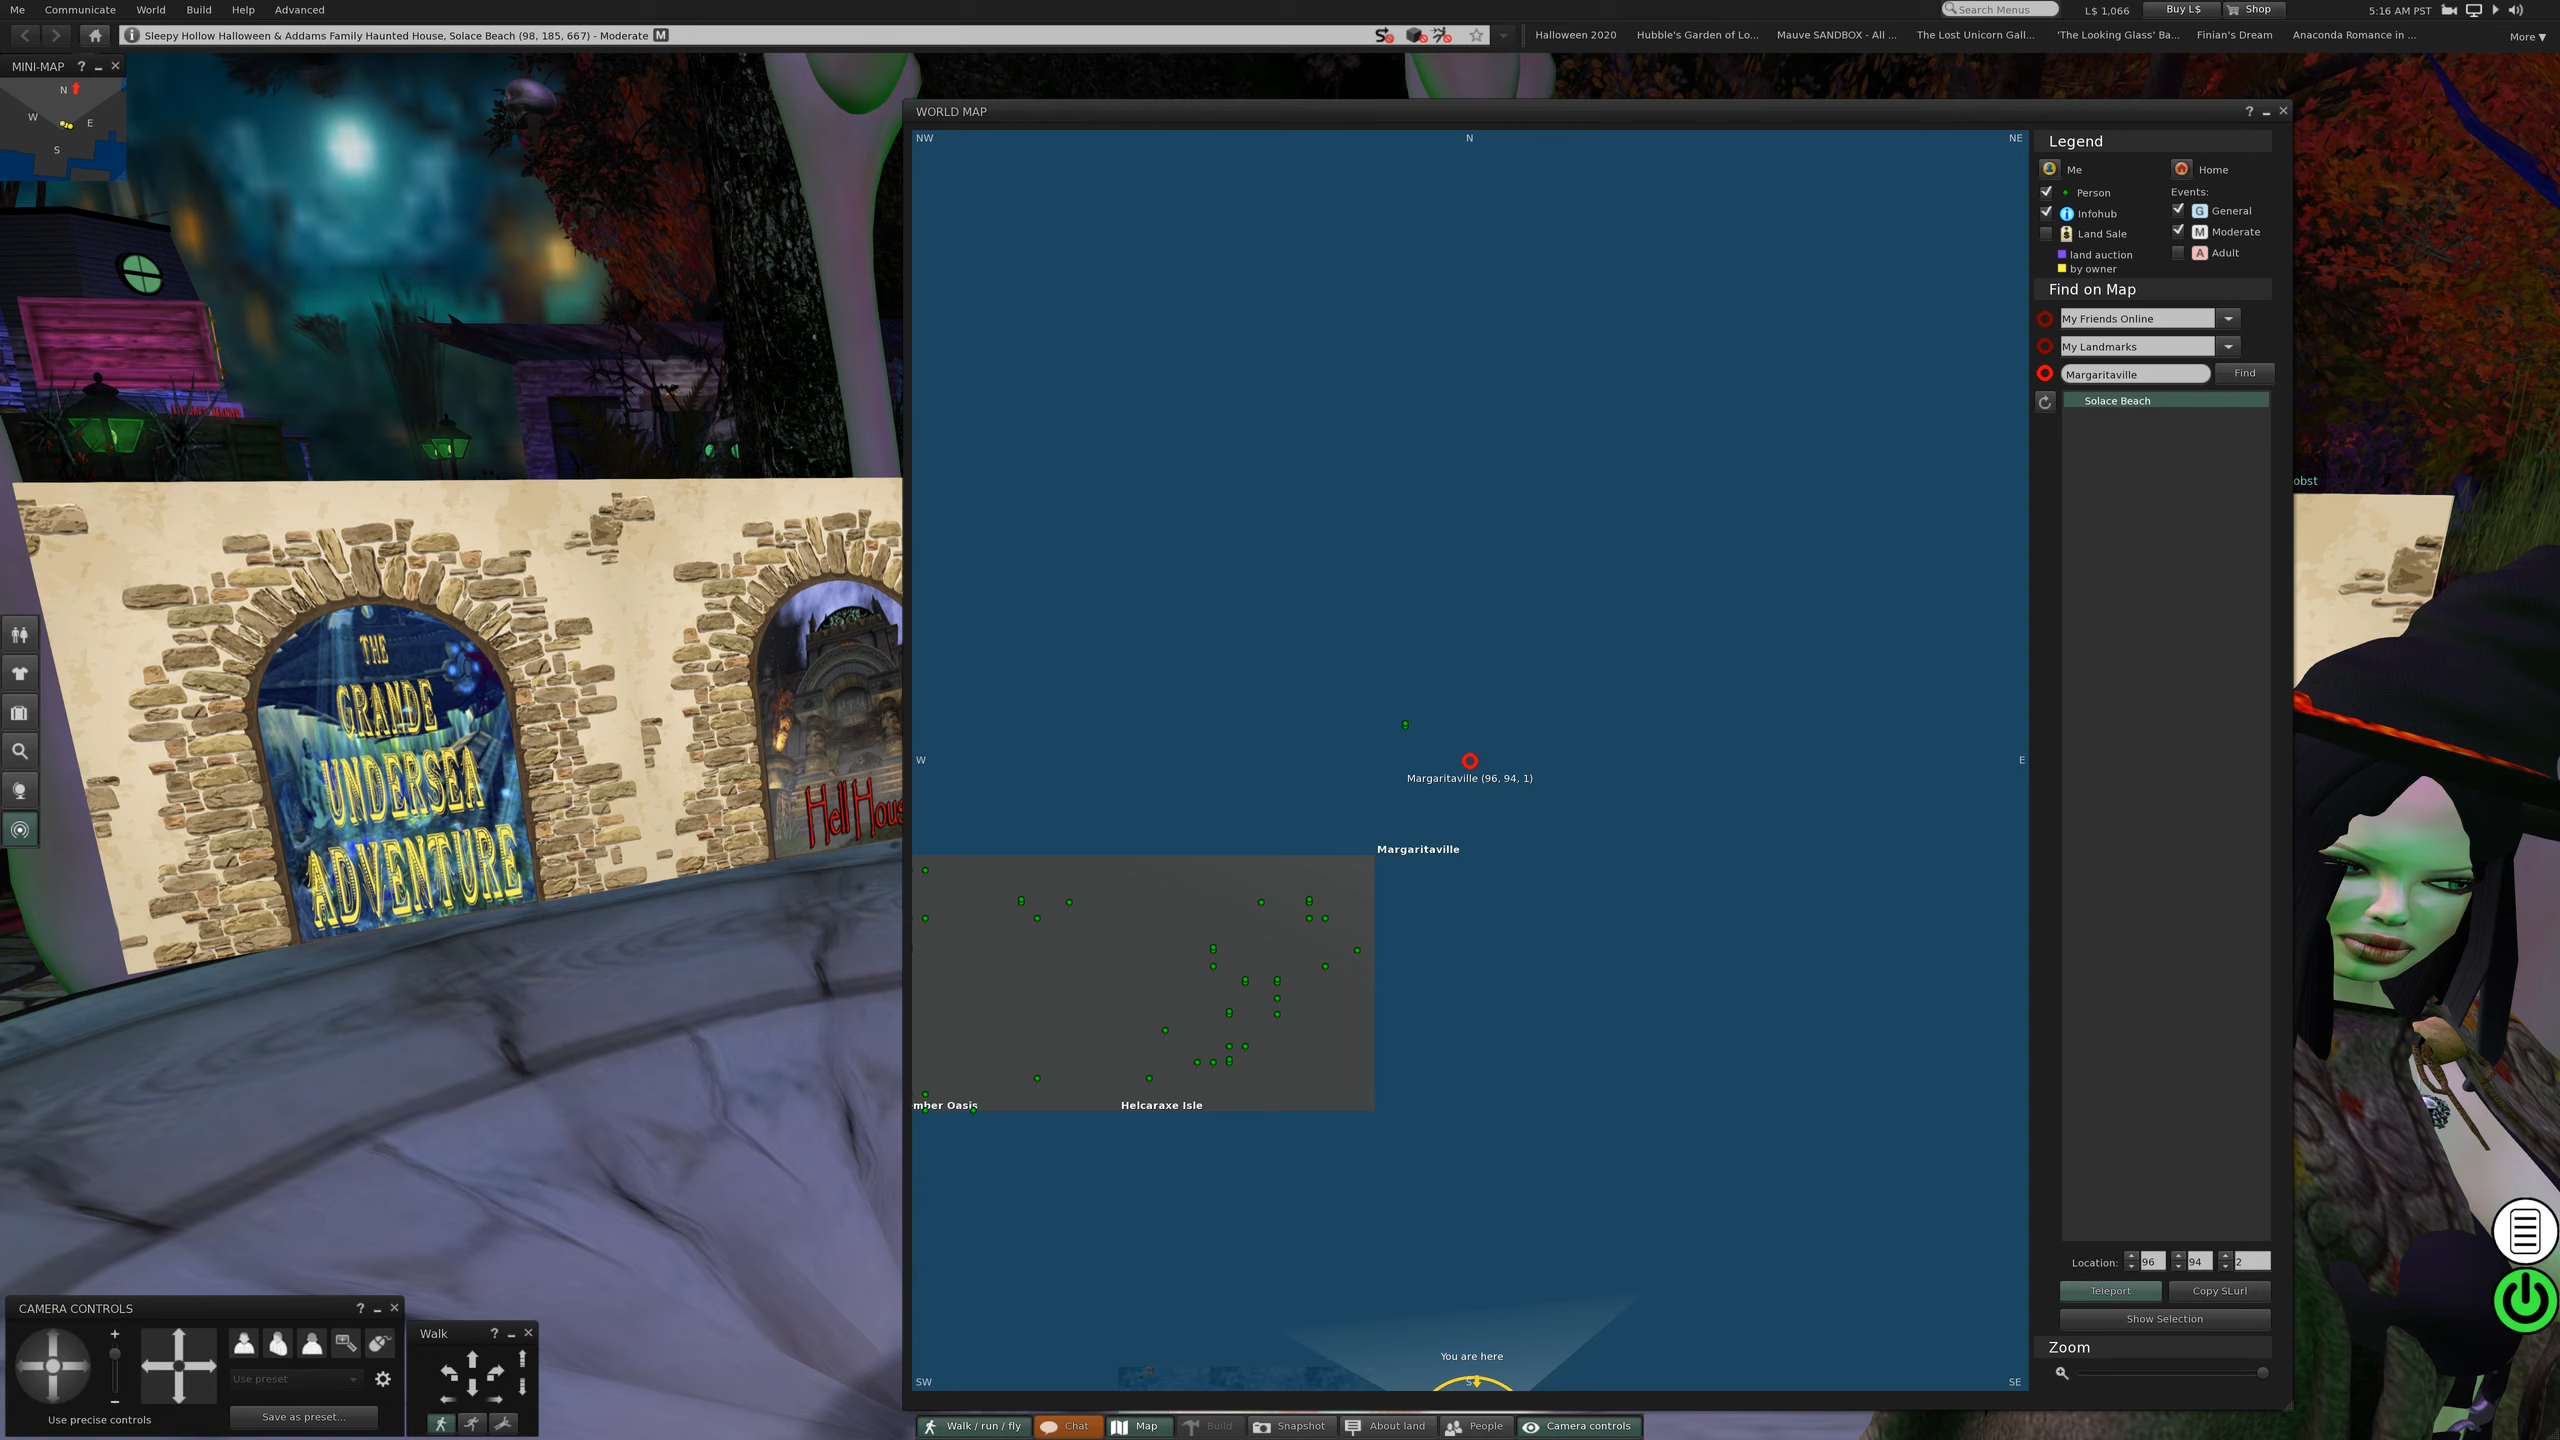 Me Communicate World Build Help Advanced
Search Menus L$ 1,066 Buy L$ Shop 5:16 AM PST
Sleepy Hollow Halloween & Addams Family Haunted House, Solace Beach (98, 185, 667) - Moderate M
Halloween 2020 Hubble's Garden of Lo... Mauve SANDBOX - All ... The Lost Unicorn Gall... 'The Looking Glass' Ba... Finian's Dream Anaconda Romance in ... More
MINI-MAP ?
N
W E
S
WORLD MAP ?
NW N NE
W E
SW SE
Margaritaville (96, 94, 1)
Margaritaville
mber Oasis Helcaraxe Isle
You are here
Legend
Me Home
Person Events:
Infohub G General
Land Sale M Moderate
land auction A Adult
by owner
Find on Map
My Friends Online
My Landmarks
Margaritaville Find
Solace Beach
Location: 96 94 2
Teleport Copy SLurl
Show Selection
Zoom
obst
THE
GRANDE
UNDERSEA
ADVENTURE
Hell Hous
CAMERA CONTROLS ?
Use preset
Use precise controls Save as preset...
Walk ?
Walk / run / fly Chat Map Build Snapshot About land People Camera controls